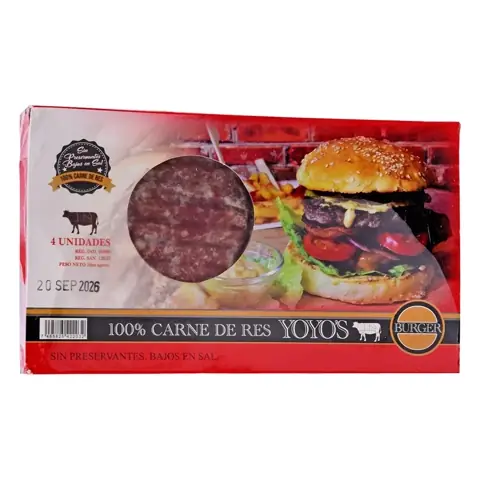 Sin
Preservantes
Bajos en Sal
100% CARNE DE RES
4 UNIDADES
20 SEP 2026
100% CARNE DE RES YOYO'S BURGER
SIN PRESERVANTES. BAJOS EN SAL.